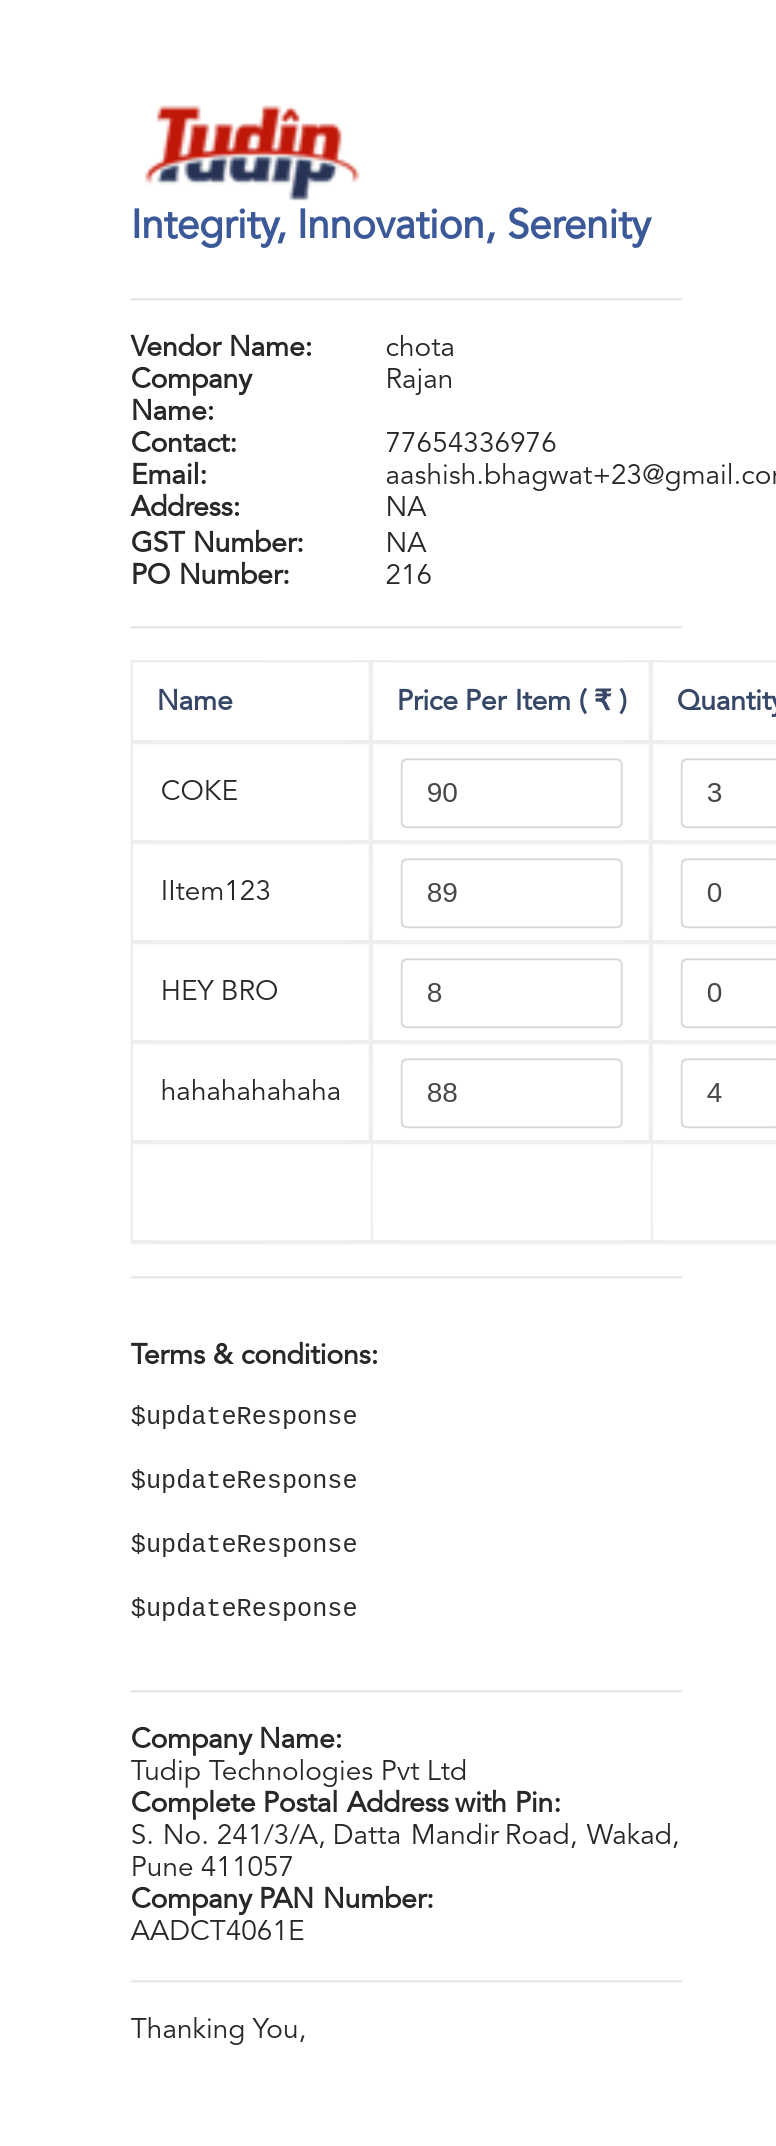 Tudip
Integrity, Innovation, Serenity
Vendor Name: chota
Company Rajan
Name:
Contact: 77654336976
Email: aashish.bhagwat+23@gmail.co
Address: NA
GST Number: NA
PO Number: 216
Name Price Per Item ( ₹ ) Quantity
COKE 90 3
IItem123 89 0
HEY BRO 8 0
hahahahahaha 88 4
Terms & conditions:
$updateResponse
$updateResponse
$updateResponse
$updateResponse
Company Name:
Tudip Technologies Pvt Ltd
Complete Postal Address with Pin:
S. No. 241/3/A, Datta Mandir Road, Wakad,
Pune 411057
Company PAN Number:
AADCT4061E
Thanking You,